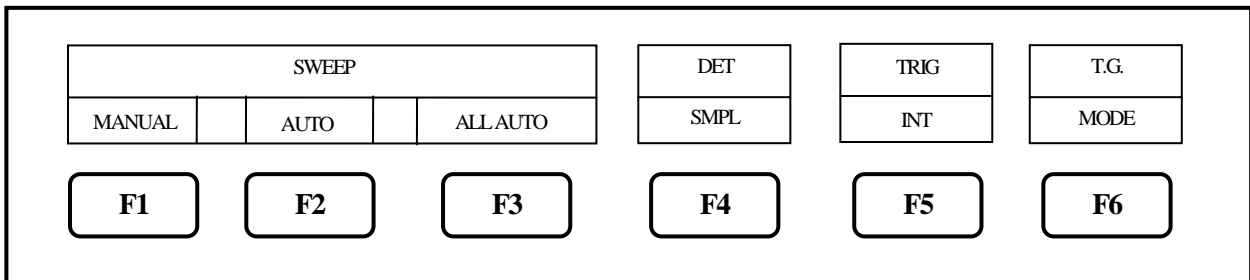 SWEEP DET TRIG T.G.
MANUAL AUTO ALL AUTO SMPL INT MODE
F1 F2 F3 F4 F5 F6